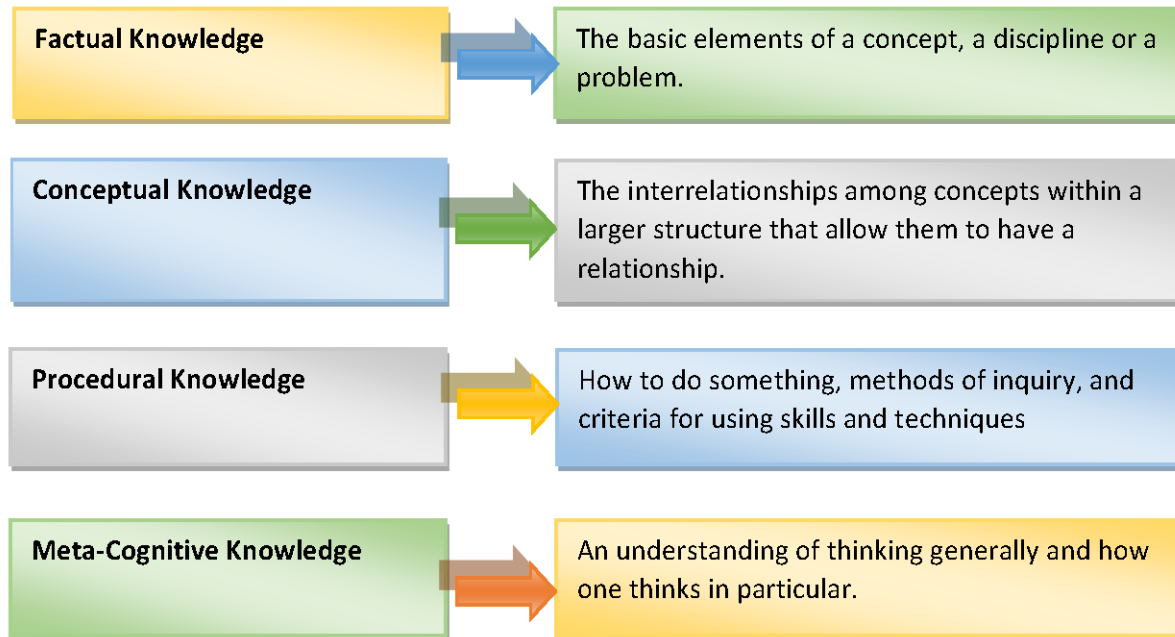 Factual Knowledge
The basic elements of a concept, a discipline or a
problem.
Conceptual Knowledge
The interrelationships among concepts within a
larger structure that allow them to have a
relationship.
Procedural Knowledge
How to do something, methods of inquiry, and
criteria for using skills and techniques
Meta-Cognitive Knowledge
An understanding of thinking generally and how
one thinks in particular.